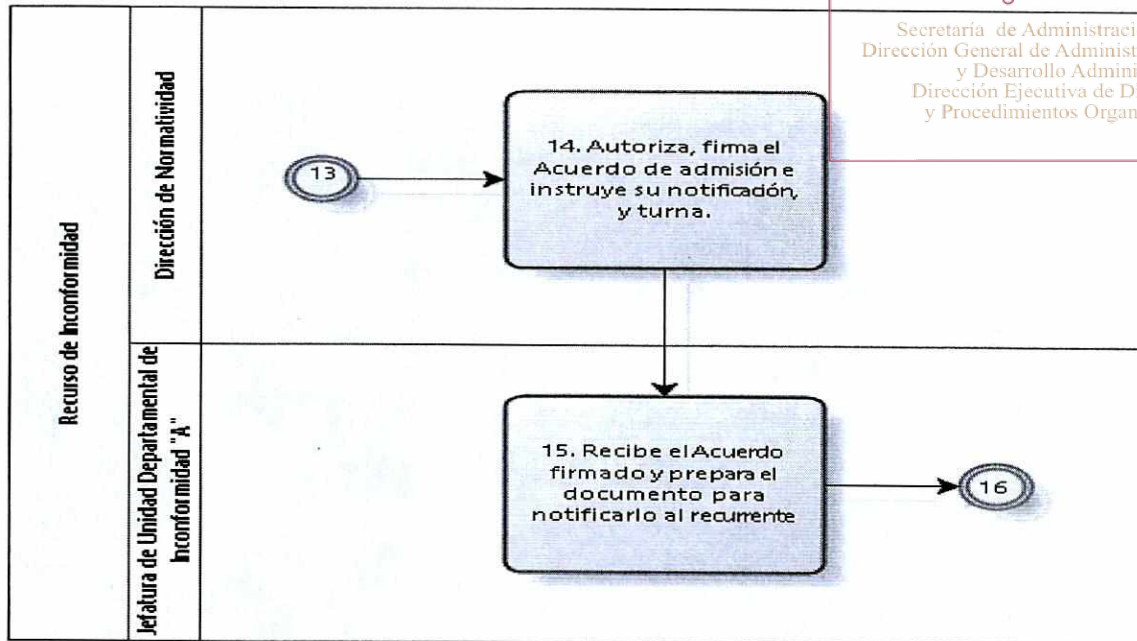 Secretaría de Administraci
Dirección General de Administ
y Desarrollo Admini
Dirección Ejecutiva de D
y Procedimientos Organ
Recurso de Inconformidad
Dirección de Normatividad
13
14. Autoriza, firma el
Acuerdo de admisión e
instruye su notificación,
y turna.
Jefatura de Unidad Departamental de
Inconformidad "A"
15. Recibe el Acuerdo
firmado y prepara el
documento para
notificarlo al recurrente
16